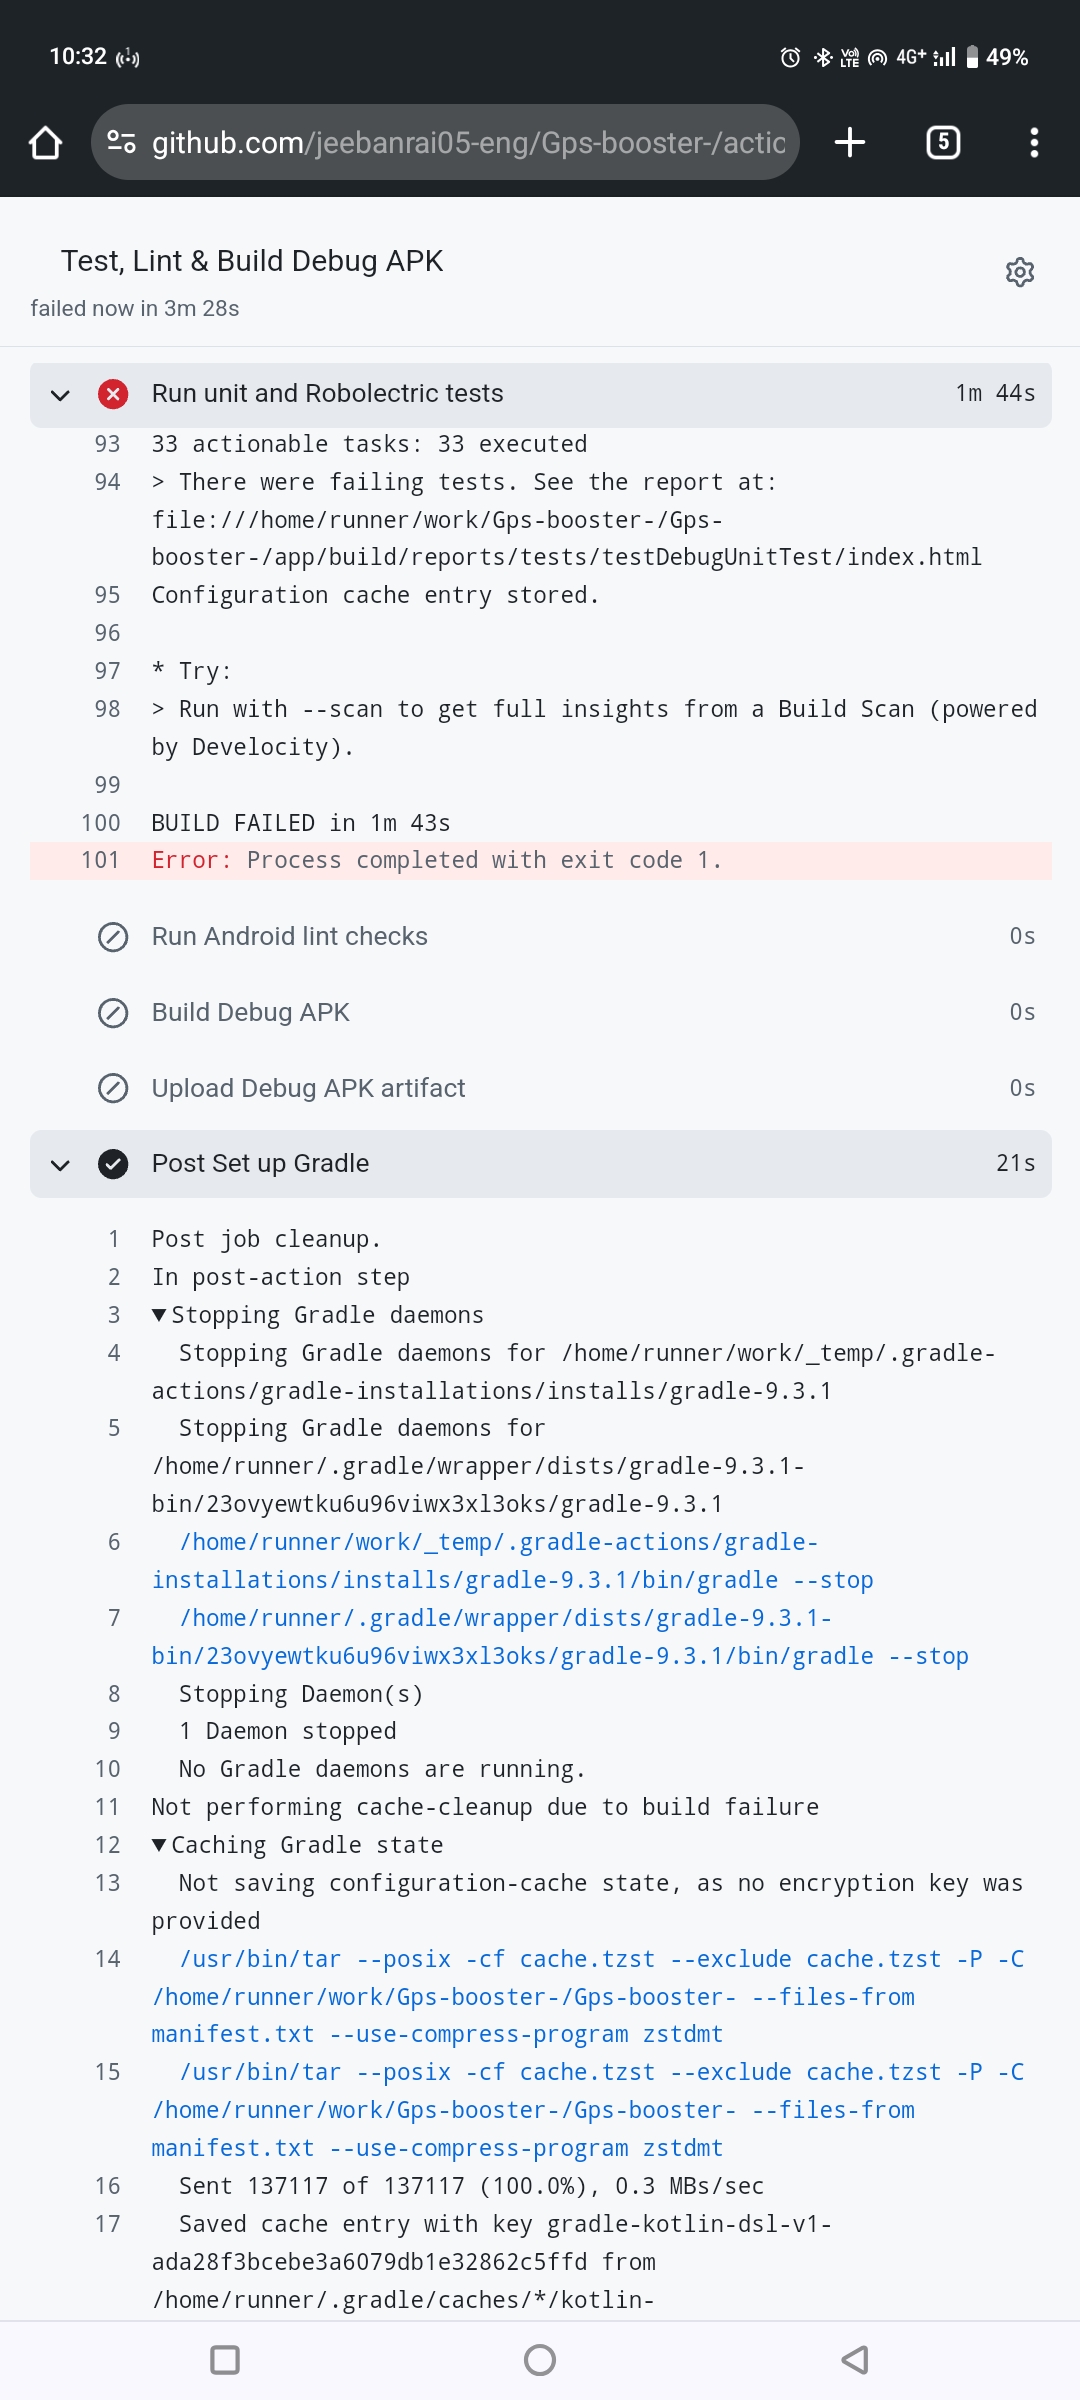 10:32
VoLTE 4G+ 49%
github.com/jeebanrai05-eng/Gps-booster-/actic
5
Test, Lint & Build Debug APK
failed now in 3m 28s
Run unit and Robolectric tests 1m 44s
93 33 actionable tasks: 33 executed
94 > There were failing tests. See the report at:
file:///home/runner/work/Gps-booster-/Gps-
booster-/app/build/reports/tests/testDebugUnitTest/index.html
95 Configuration cache entry stored.
96
97 * Try:
98 > Run with --scan to get full insights from a Build Scan (powered
by Develocity).
99
100 BUILD FAILED in 1m 43s
101 Error: Process completed with exit code 1.
Run Android lint checks 0s
Build Debug APK 0s
Upload Debug APK artifact 0s
Post Set up Gradle 21s
1 Post job cleanup.
2 In post-action step
3 ▼Stopping Gradle daemons
4 Stopping Gradle daemons for /home/runner/work/_temp/.gradle-
actions/gradle-installations/installs/gradle-9.3.1
5 Stopping Gradle daemons for
/home/runner/.gradle/wrapper/dists/gradle-9.3.1-
bin/23ovyewtku6u96viwx3xl3oks/gradle-9.3.1
6 /home/runner/work/_temp/.gradle-actions/gradle-
installations/installs/gradle-9.3.1/bin/gradle --stop
7 /home/runner/.gradle/wrapper/dists/gradle-9.3.1-
bin/23ovyewtku6u96viwx3xl3oks/gradle-9.3.1/bin/gradle --stop
8 Stopping Daemon(s)
9 1 Daemon stopped
10 No Gradle daemons are running.
11 Not performing cache-cleanup due to build failure
12 ▼Caching Gradle state
13 Not saving configuration-cache state, as no encryption key was
provided
14 /usr/bin/tar --posix -cf cache.tzst --exclude cache.tzst -P -C
/home/runner/work/Gps-booster-/Gps-booster- --files-from
manifest.txt --use-compress-program zstdmt
15 /usr/bin/tar --posix -cf cache.tzst --exclude cache.tzst -P -C
/home/runner/work/Gps-booster-/Gps-booster- --files-from
manifest.txt --use-compress-program zstdmt
16 Sent 137117 of 137117 (100.0%), 0.3 MBs/sec
17 Saved cache entry with key gradle-kotlin-dsl-v1-
ada28f3bcebe3a6079db1e32862c5ffd from
/home/runner/.gradle/caches/*/kotlin-